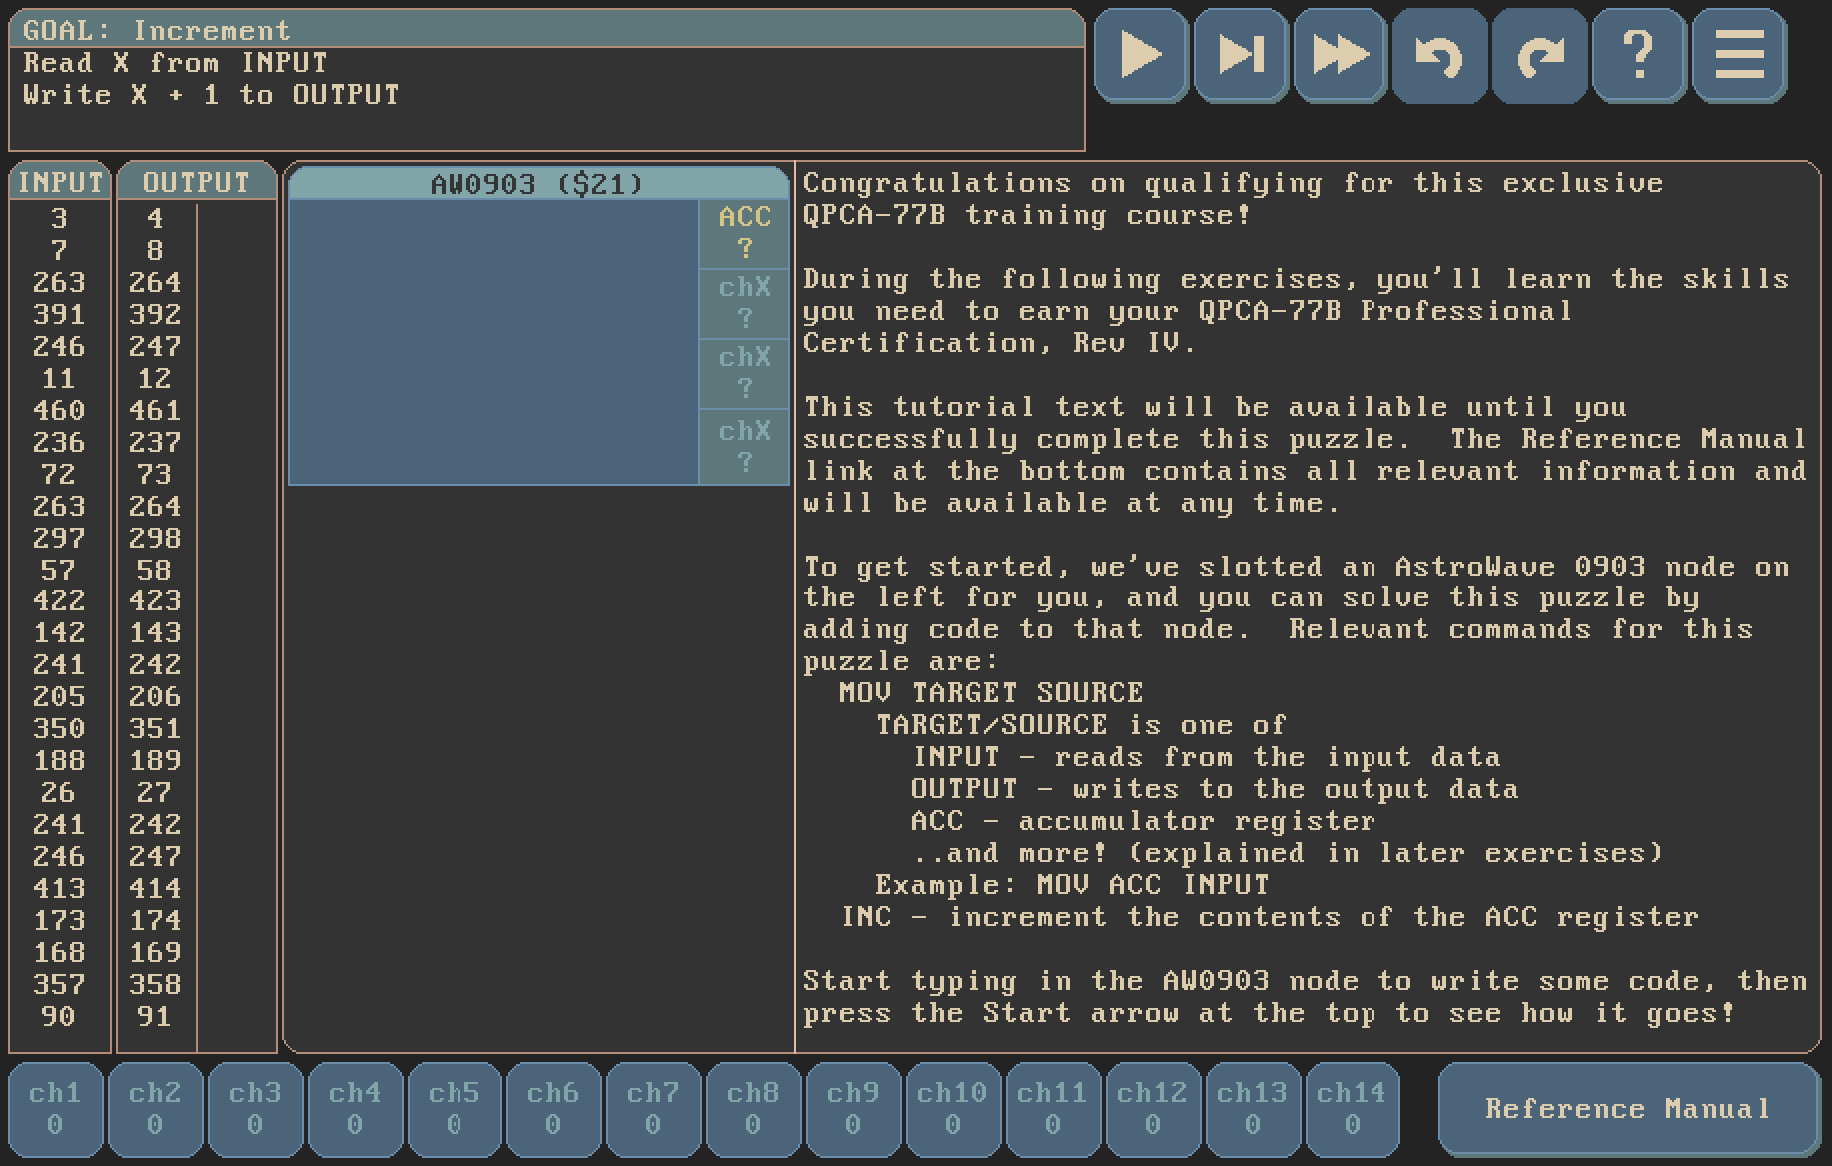 GOAL: Increment
Read X from INPUT
Write X + 1 to OUTPUT
?
INPUT OUTPUT
3 4
7 8
263 264
391 392
246 247
11 12
460 461
236 237
72 73
263 264
297 298
57 58
422 423
142 143
241 242
205 206
350 351
188 189
26 27
241 242
246 247
413 414
173 174
168 169
357 358
90 91
AW0903 ($21)
ACC
?
chX
?
chX
?
chX
?
Congratulations on qualifying for this exclusive
QPCA-77B training course!
During the following exercises, you'll learn the skills
you need to earn your QPCA-77B Professional
Certification, Rev IV.
This tutorial text will be available until you
successfully complete this puzzle.  The Reference Manual
link at the bottom contains all relevant information and
will be available at any time.
To get started, we've slotted an AstroWave 0903 node on
the left for you, and you can solve this puzzle by
adding code to that node.  Relevant commands for this
puzzle are:
MOV TARGET SOURCE
TARGET/SOURCE is one of
INPUT - reads from the input data
OUTPUT - writes to the output data
ACC - accumulator register
..and more! (explained in later exercises)
Example: MOV ACC INPUT
INC - increment the contents of the ACC register
Start typing in the AW0903 node to write some code, then
press the Start arrow at the top to see how it goes!
ch1 ch2 ch3 ch4 ch5 ch6 ch7 ch8 ch9 ch10 ch11 ch12 ch13 ch14
0 0 0 0 0 0 0 0 0 0 0 0 0 0
Reference Manual